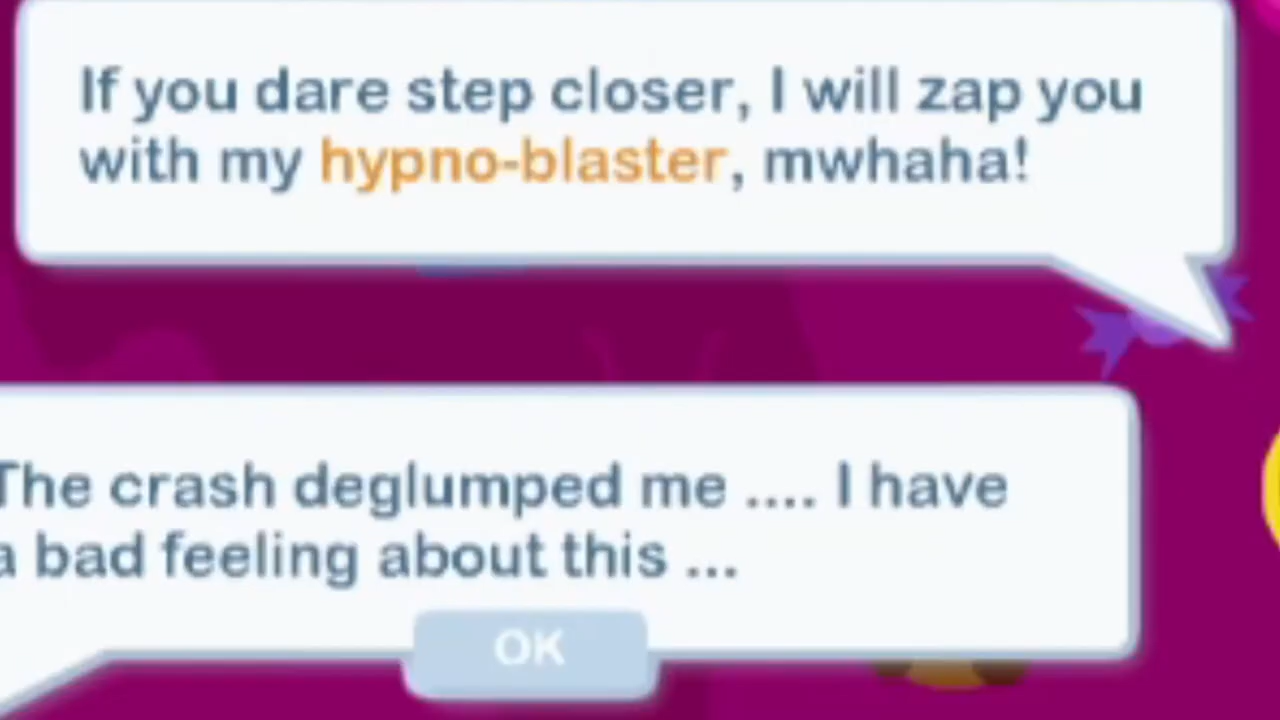 If you dare step closer, I will zap you
with my hypno-blaster, mwhaha!
The crash deglumped me .... I have
a bad feeling about this ...
OK